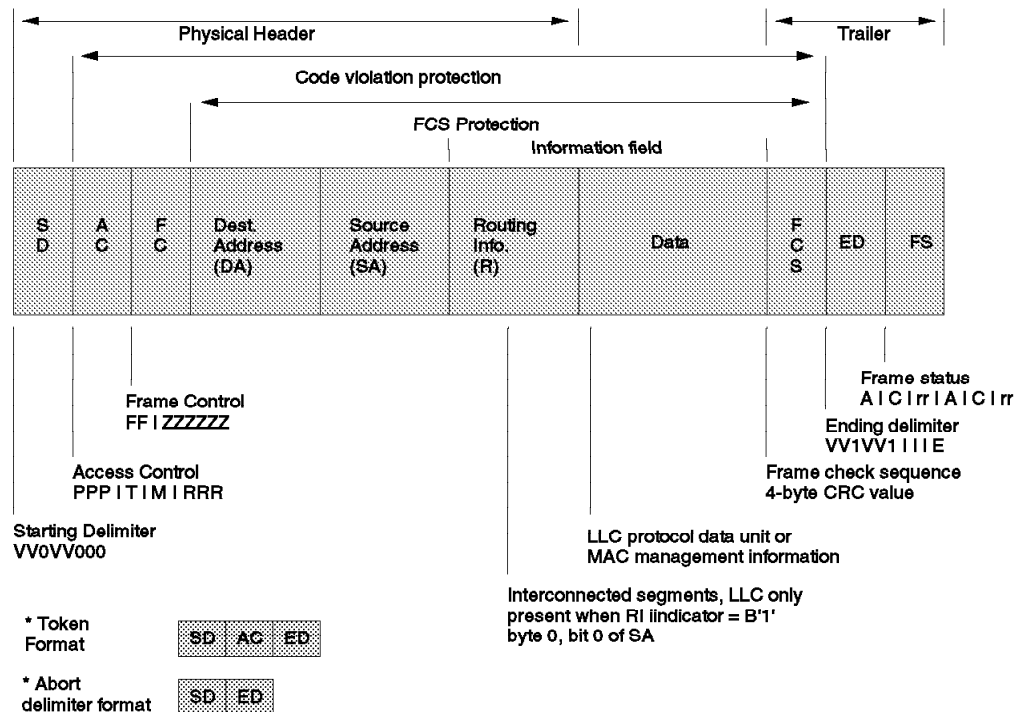 Physical Header
Trailer
Code violation protection
FCS Protection
Information field
S
D
A
C
F
C
Dest.
Address
(DA)
Source
Address
(SA)
Routing
Info.
(R)
Data
F
C
S
ED
FS
Frame status
A I C I rr I A I C I rr
Frame Control
FF I ZZZZZZ
Ending delimiter
VV1VV1 I I I E
Access Control
PPP I T I M I RRR
Frame check sequence
4-byte CRC value
Starting Delimiter
VV0VV000
LLC protocol data unit or
MAC management information
Interconnected segments, LLC only
present when RI iindicator = B'1'
byte 0, bit 0 of SA
* Token
Format
SD AC ED
* Abort
delimiter format
SD ED